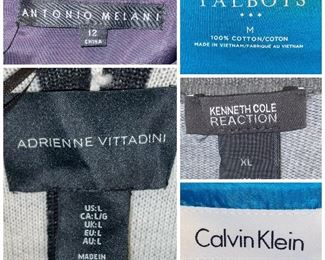 ANTONIO MELANI
12
CHINA
TALBOTS
M
100% COTTON/COTON
MADE IN VIETNAM/FABRIQUÉ AU VIETNAM
ADRIENNE VITTADINI
US:L
CA:L/G
UK:L
EU:L
AU:L
MADE IN
KENNETH COLE
REACTION
XL
Calvin Klein